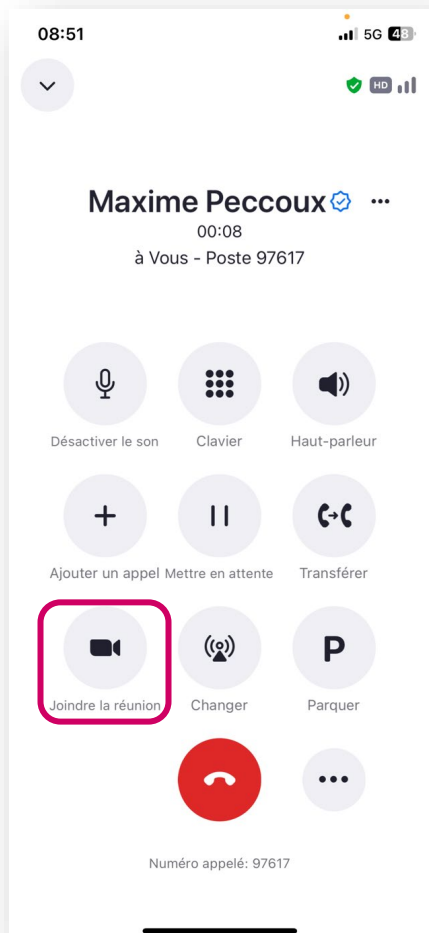 08:51 5G 48
HD
Maxime Peccoux
00:08
à Vous - Poste 97617
Désactiver le son Clavier Haut-parleur
Ajouter un appel Mettre en attente Transférer
P
Joindre la réunion Changer Parquer
Numéro appelé: 97617